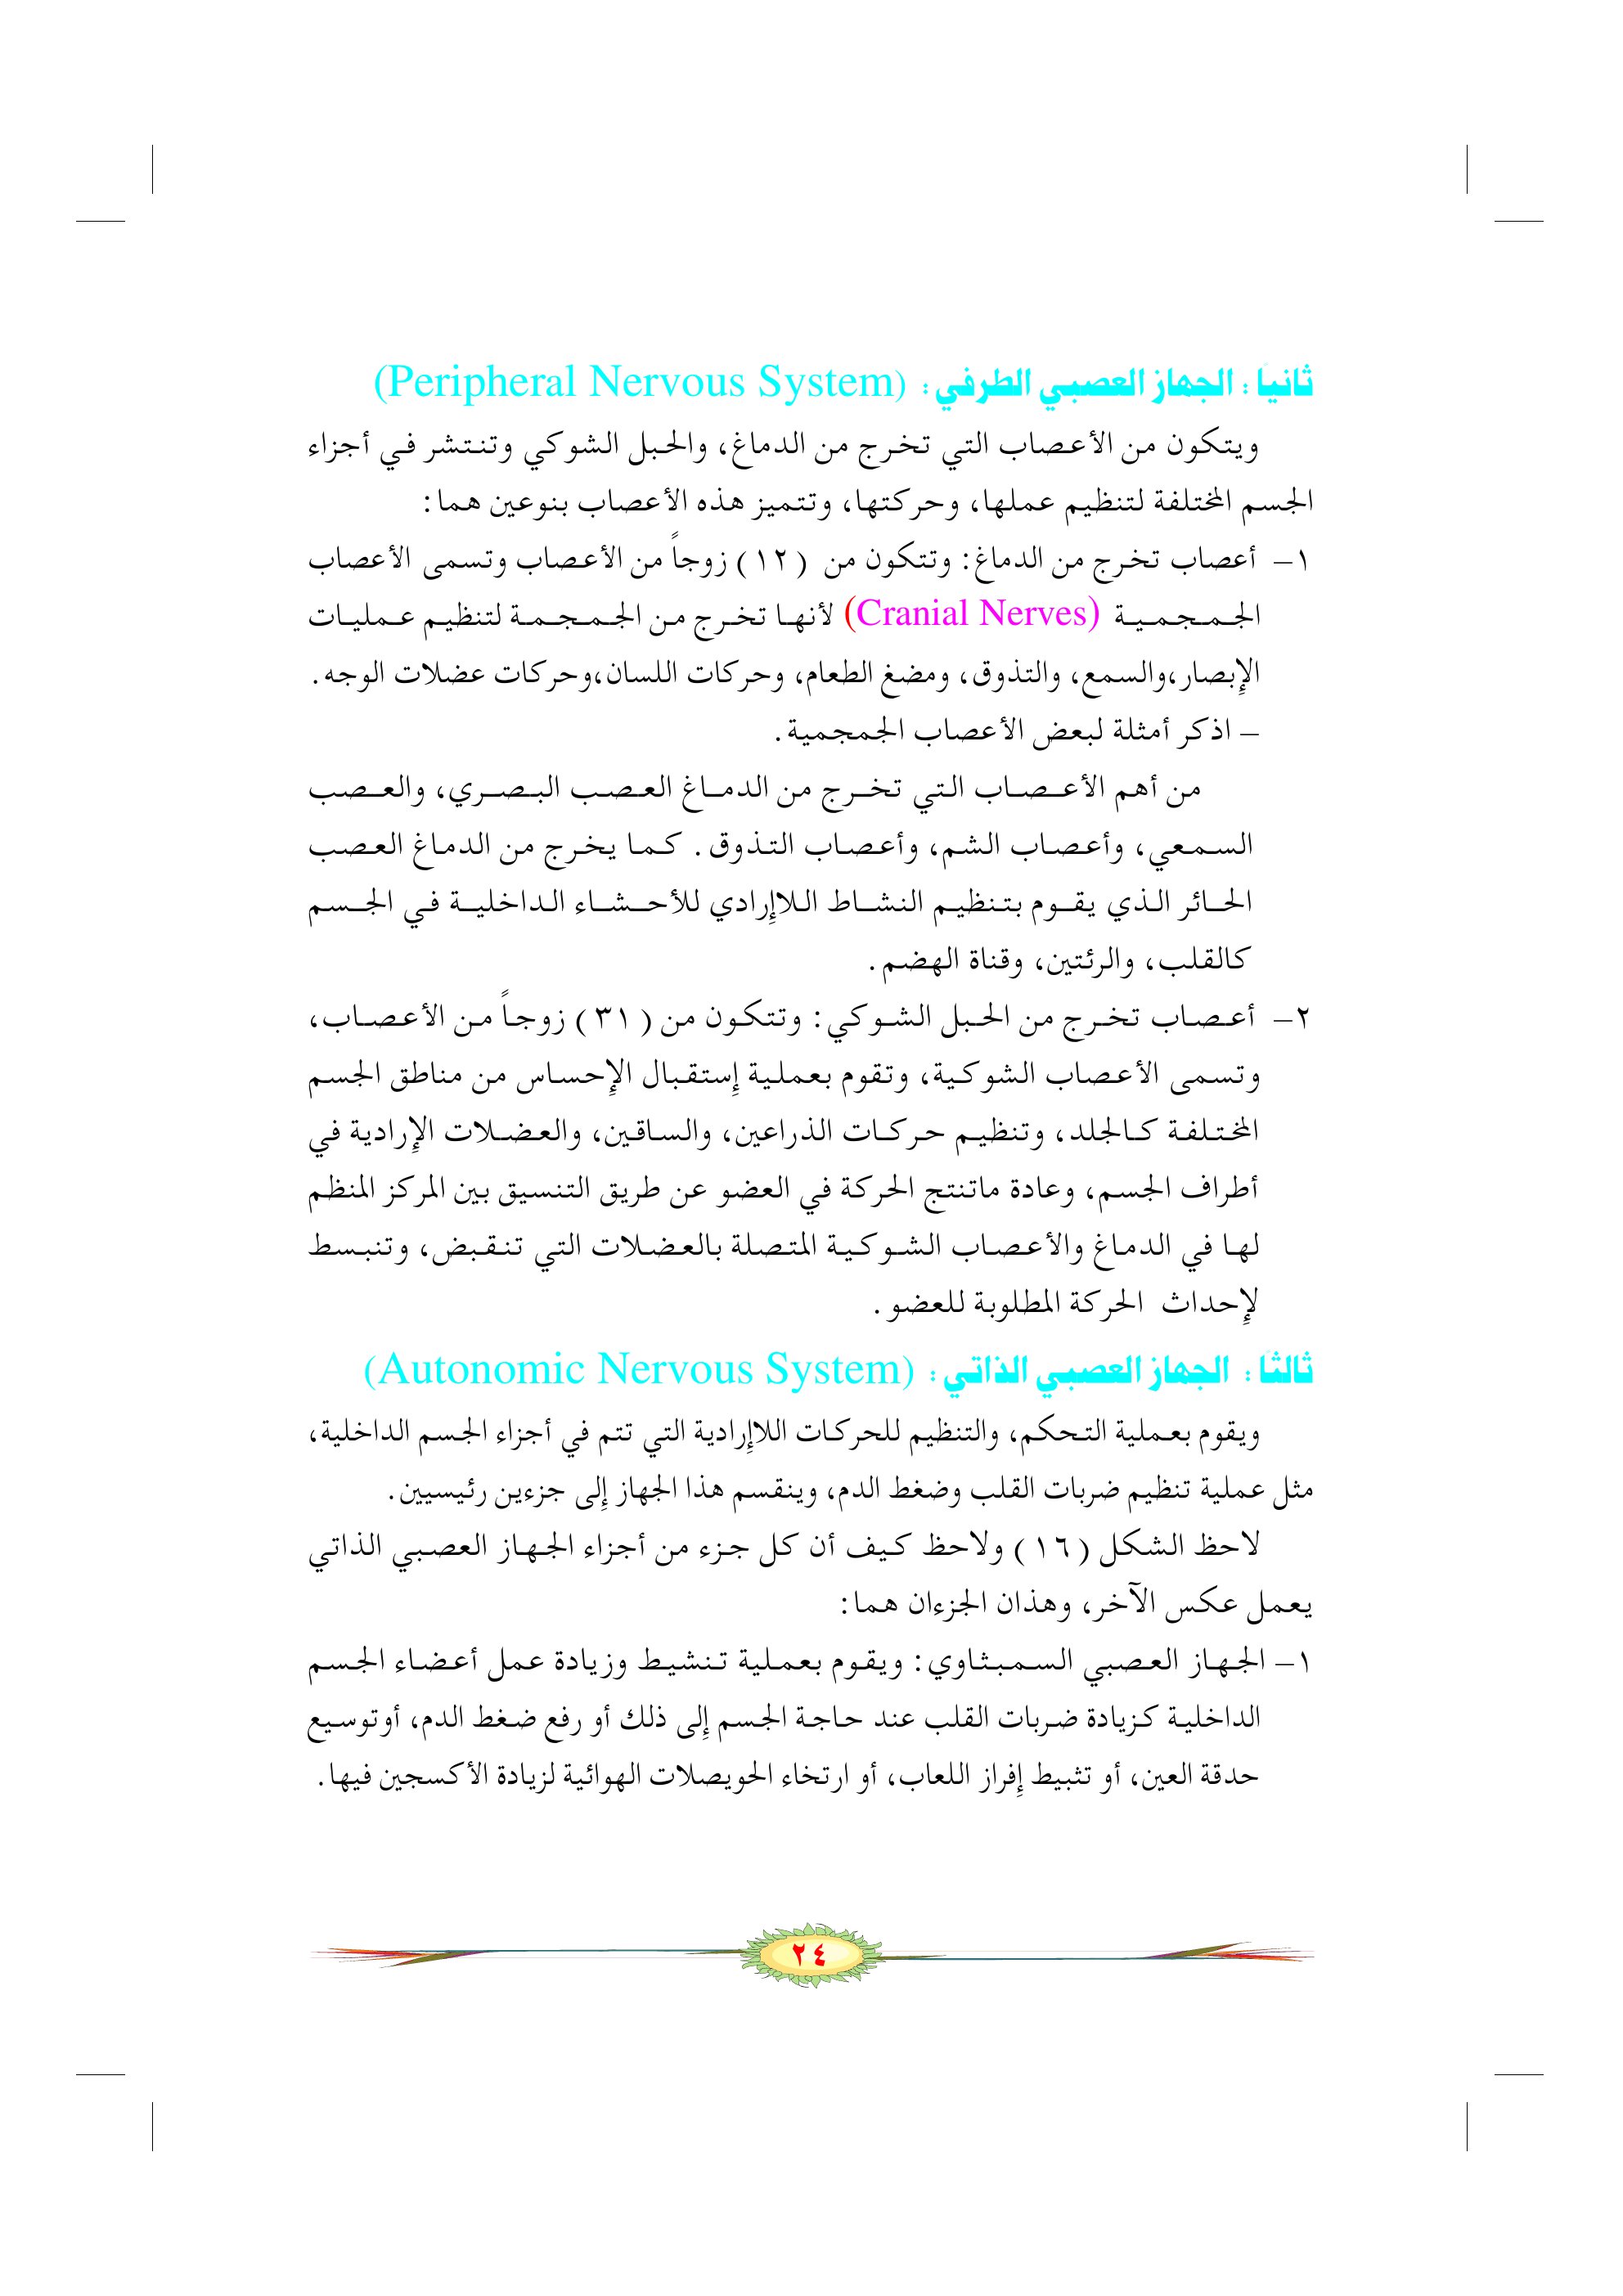 ثانياً : الجهاز العصبي الطرفي : (Peripheral Nervous System)
ويتكون من الأعصاب التي تخرج من الدماغ، والحبل الشوكي وتنتشر في أجزاء
الجسم المختلفة لتنظيم عملها، وحركتها، وتتميز هذه الأعصاب بنوعين هما:
١– أعصاب تخرج من الدماغ: وتتكون من (١٢) زوجاً من الأعصاب وتسمى الأعصاب
الجمجمية (Cranial Nerves) لأنها تخرج من الجمجمة لتنظيم عمليات
الإبصار،والسمع، والتذوق، ومضغ الطعام، وحركات اللسان،وحركات عضلات الوجه.
– اذكر أمثلة لبعض الأعصاب الجمجمية.
من أهم الأعصاب التي تخرج من الدماغ العصب البصري، والعصب
السمعي، وأعصاب الشم، وأعصاب التذوق. كما يخرج من الدماغ العصب
الحائر الذي يقوم بتنظيم النشاط اللاإرادي للأحشاء الداخلية في الجسم
كالقلب، والرئتين، وقناة الهضم.
٢– أعصاب تخرج من الحبل الشوكي: وتتكون من (٣١) زوجاً من الأعصاب،
وتسمى الأعصاب الشوكية، وتقوم بعملية إستقبال الإحساس من مناطق الجسم
المختلفة كالجلد، وتنظيم حركات الذراعين، والساقين، والعضلات الإرادية في
أطراف الجسم، وعادة ماتنتج الحركة في العضو عن طريق التنسيق بين المركز المنظم
لها في الدماغ والأعصاب الشوكية المتصلة بالعضلات التي تنقبض، وتنبسط
لإحداث الحركة المطلوبة للعضو.
ثالثاً : الجهاز العصبي الذاتي : (Autonomic Nervous System)
ويقوم بعملية التحكم، والتنظيم للحركات اللاإرادية التي تتم في أجزاء الجسم الداخلية،
مثل عملية تنظيم ضربات القلب وضغط الدم، وينقسم هذا الجهاز إلى جزءين رئيسيين.
لاحظ الشكل (١٦) ولاحظ كيف أن كل جزء من أجزاء الجهاز العصبي الذاتي
يعمل عكس الآخر، وهذان الجزءان هما:
١– الجهاز العصبي السمبثاوي: ويقوم بعملية تنشيط وزيادة عمل أعضاء الجسم
الداخلية كزيادة ضربات القلب عند حاجة الجسم إلى ذلك أو رفع ضغط الدم، أوتوسيع
حدقة العين، أو تثبيط إفراز اللعاب، أو ارتخاء الحويصلات الهوائية لزيادة الأكسجين فيها.
٢٤